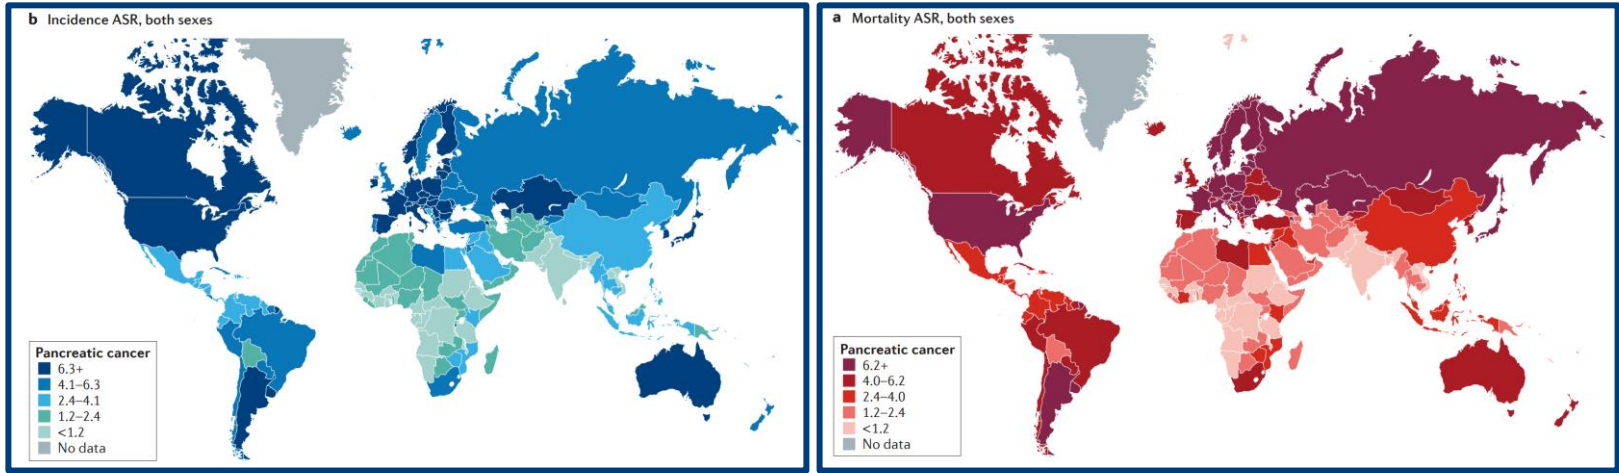 b Incidence ASR, both sexes
Pancreatic cancer
6.3+
4.1–6.3
2.4–4.1
1.2–2.4
<1.2
No data
a Mortality ASR, both sexes
Pancreatic cancer
6.2+
4.0–6.2
2.4–4.0
1.2–2.4
<1.2
No data